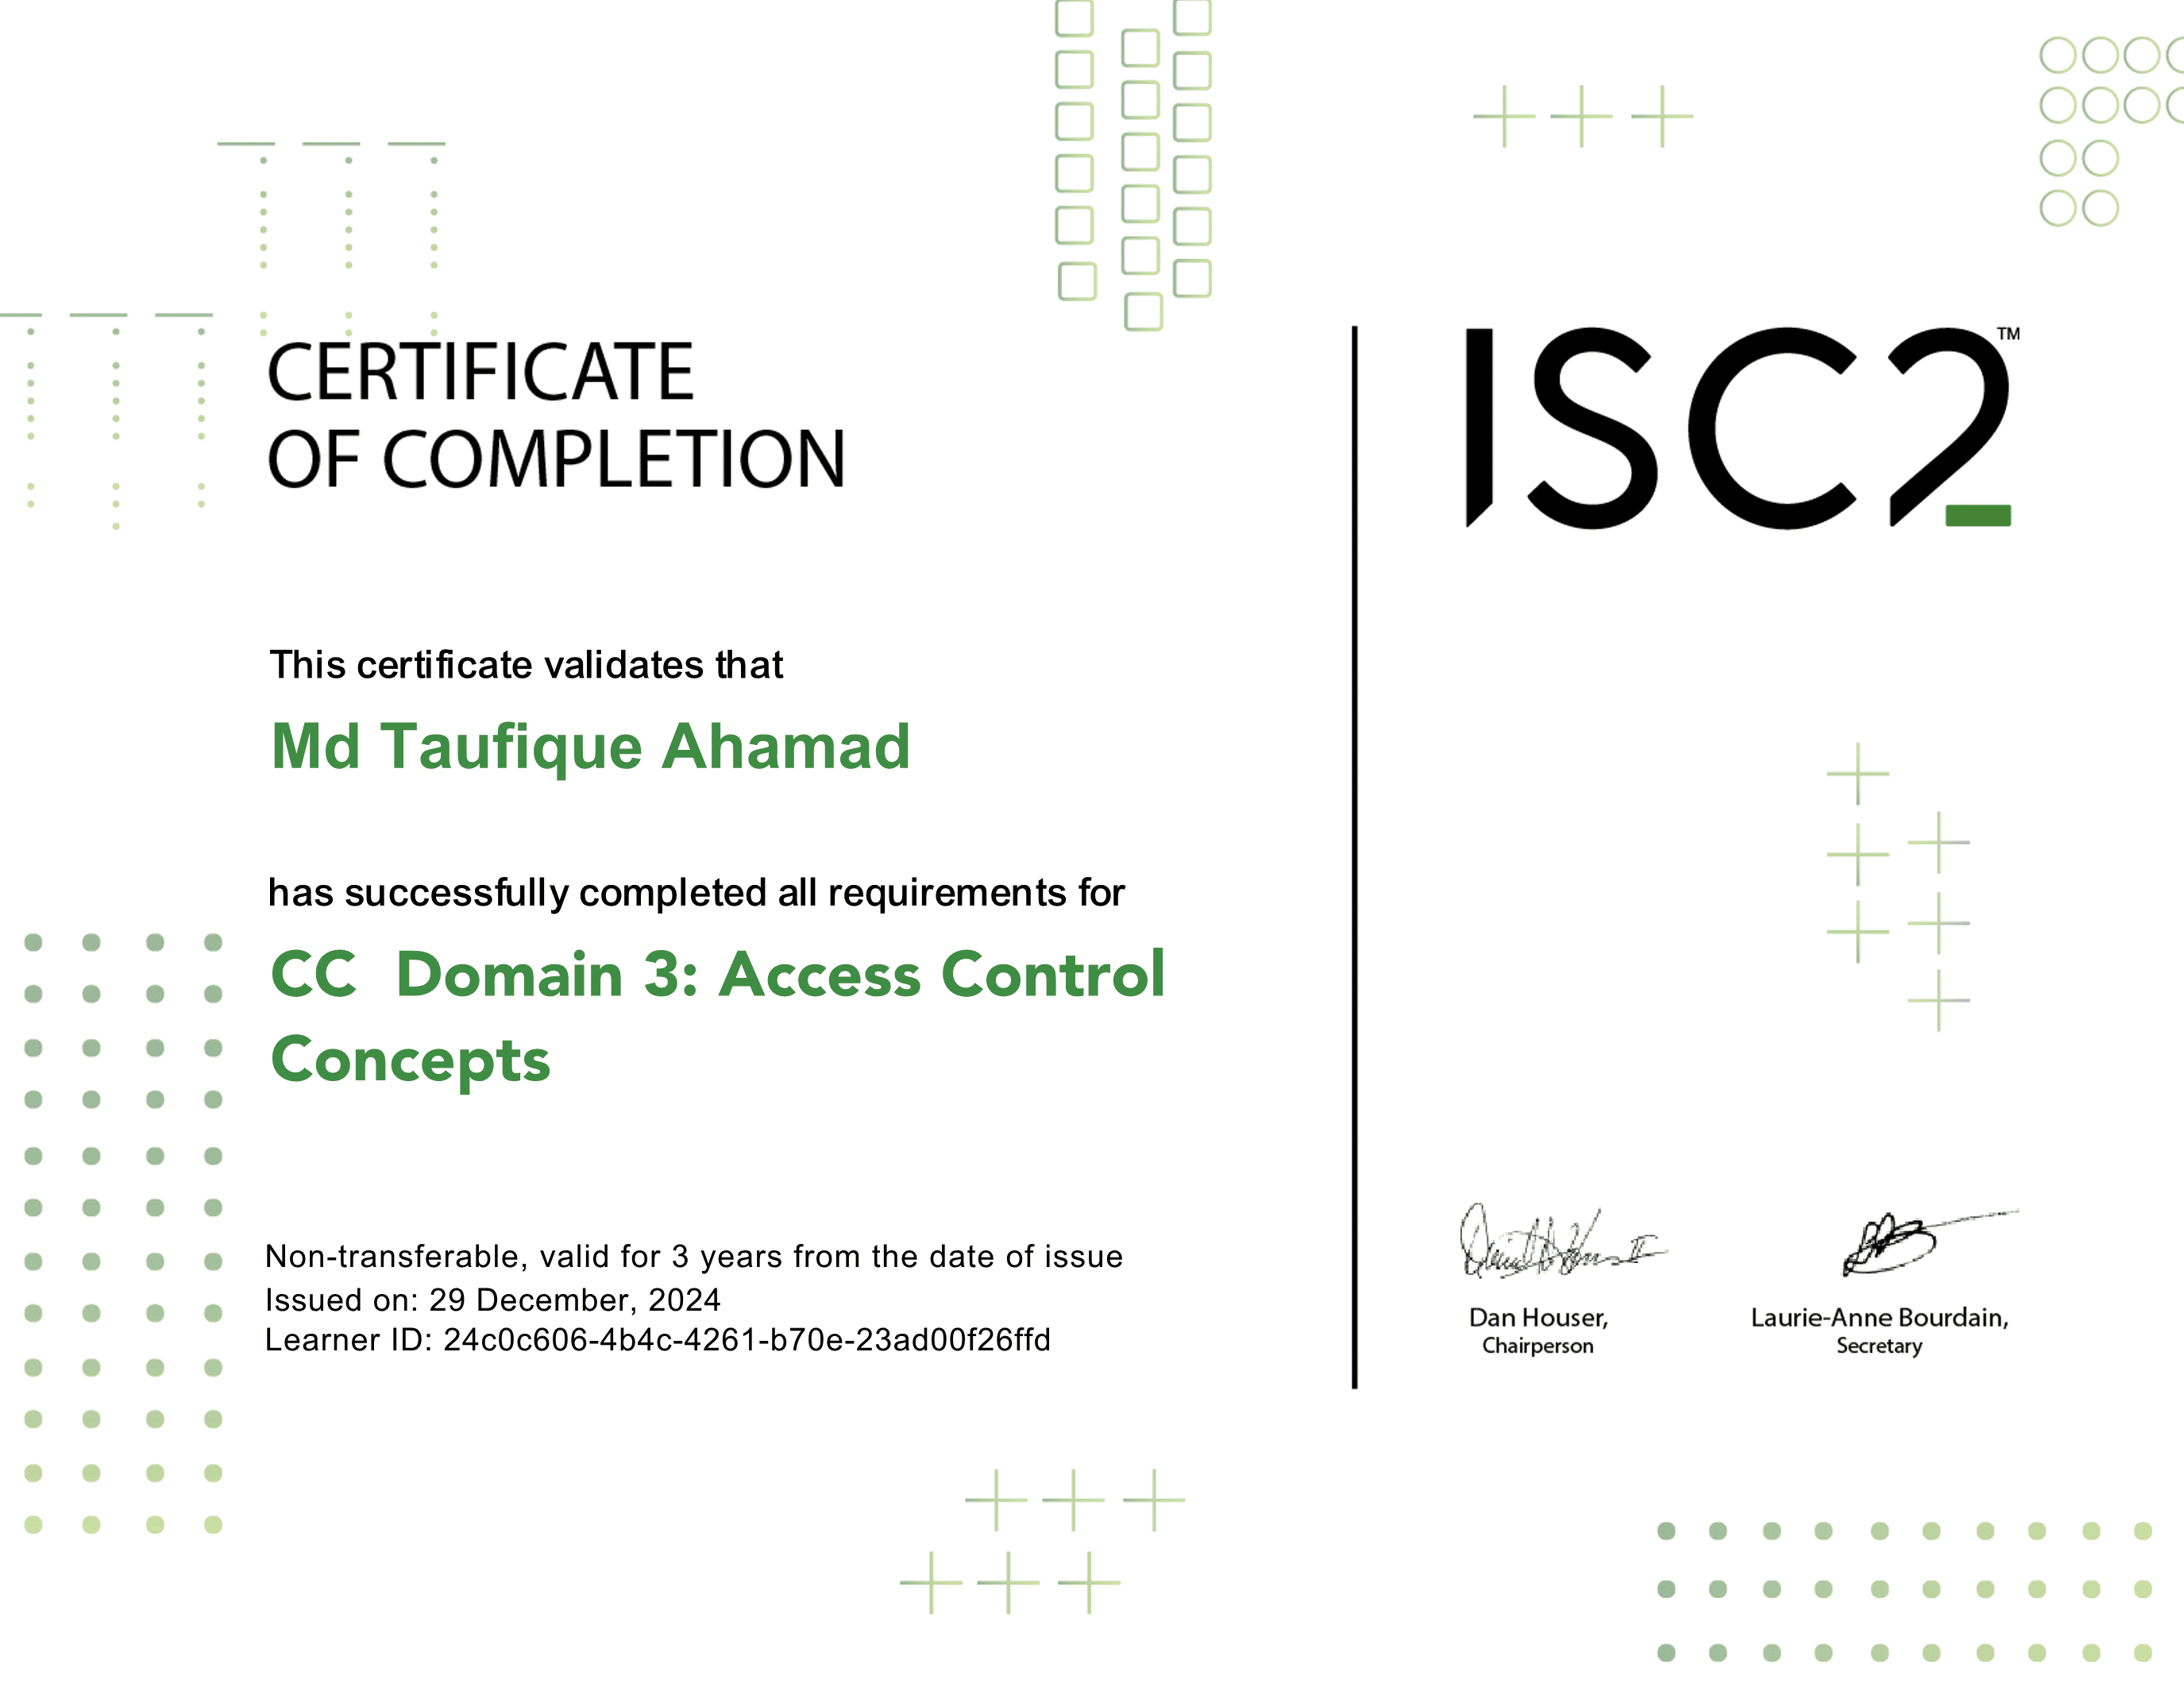 CERTIFICATE
OF COMPLETION
ISC2™
This certificate validates that
Md Taufique Ahamad
has successfully completed all requirements for
CC Domain 3: Access Control
Concepts
Non-transferable, valid for 3 years from the date of issue
Issued on: 29 December, 2024
Learner ID: 24c0c606-4b4c-4261-b70e-23ad00f26ffd
Dan Houser,
Chairperson
Laurie-Anne Bourdain,
Secretary